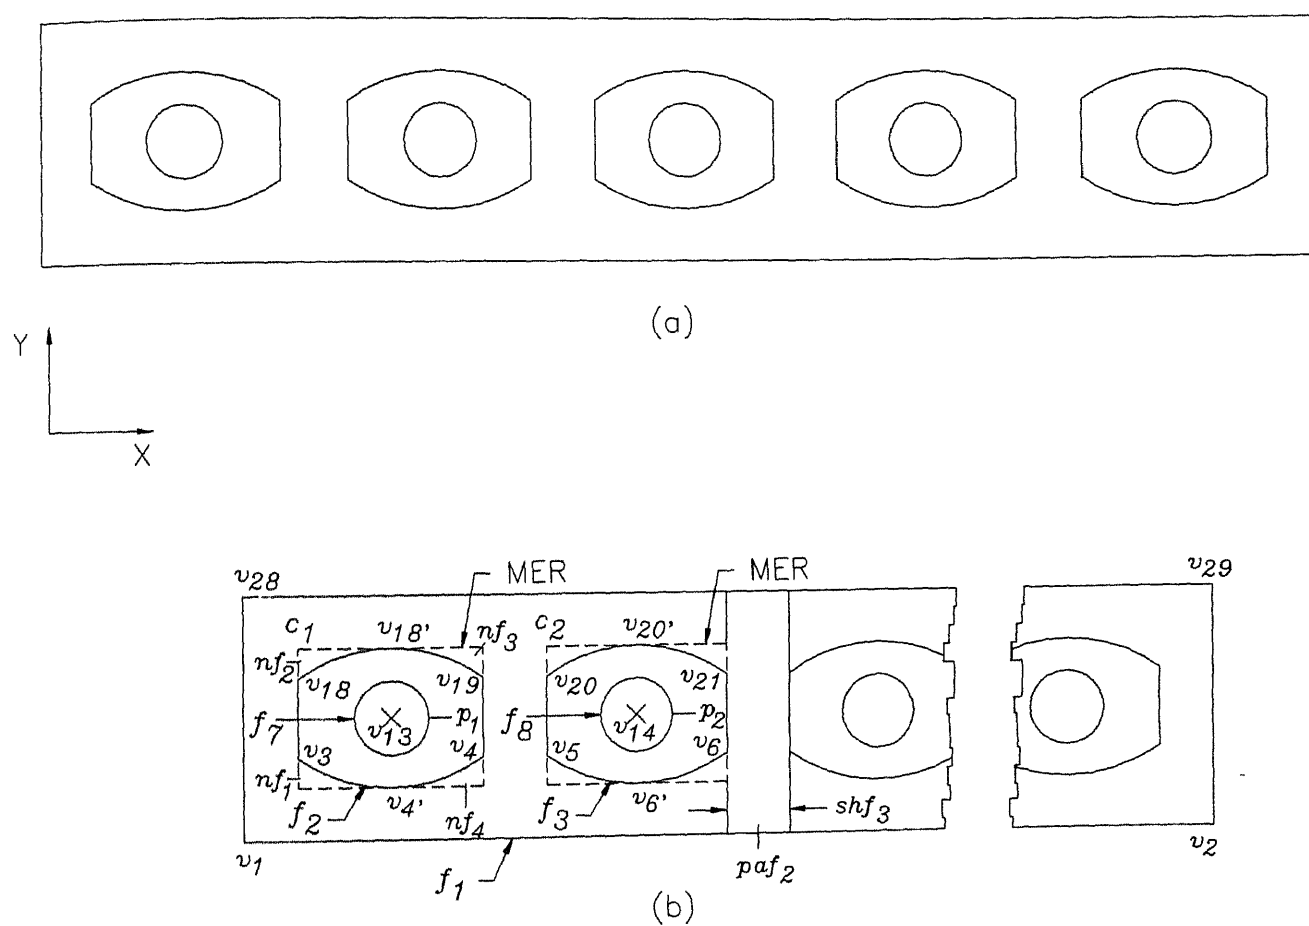 (a)
Y
X
v28 MER MER v29
c1 v18' nf3 c2 v20'
nf2 v18 v19 v20 v21
f7 v13 p1 f8 v14 p2
v3 v4 v5 v6
nf1 f2 v4' nf4 f3 v6' shf3
v1 f1 paf2 v2
(b)